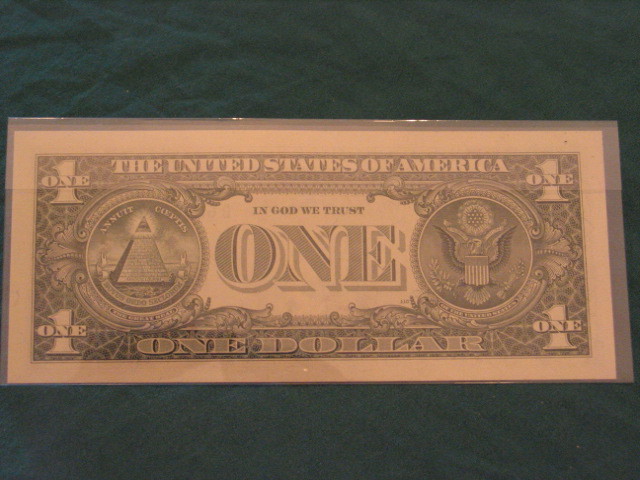 THE UNITED STATES OF AMERICA
1 ONE
1 ONE
ANNUIT CŒPTIS
IN GOD WE TRUST
ONE
1 ONE
1 ONE
ONE DOLLAR